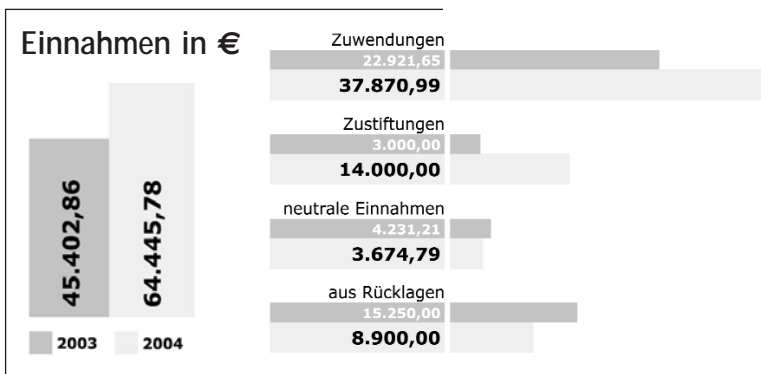 Einnahmen in €
45.402,86
64.445,78
2003
2004
Zuwendungen
22.921,65
37.870,99
Zustiftungen
3.000,00
14.000,00
neutrale Einnahmen
4.231,21
3.674,79
aus Rücklagen
15.250,00
8.900,00